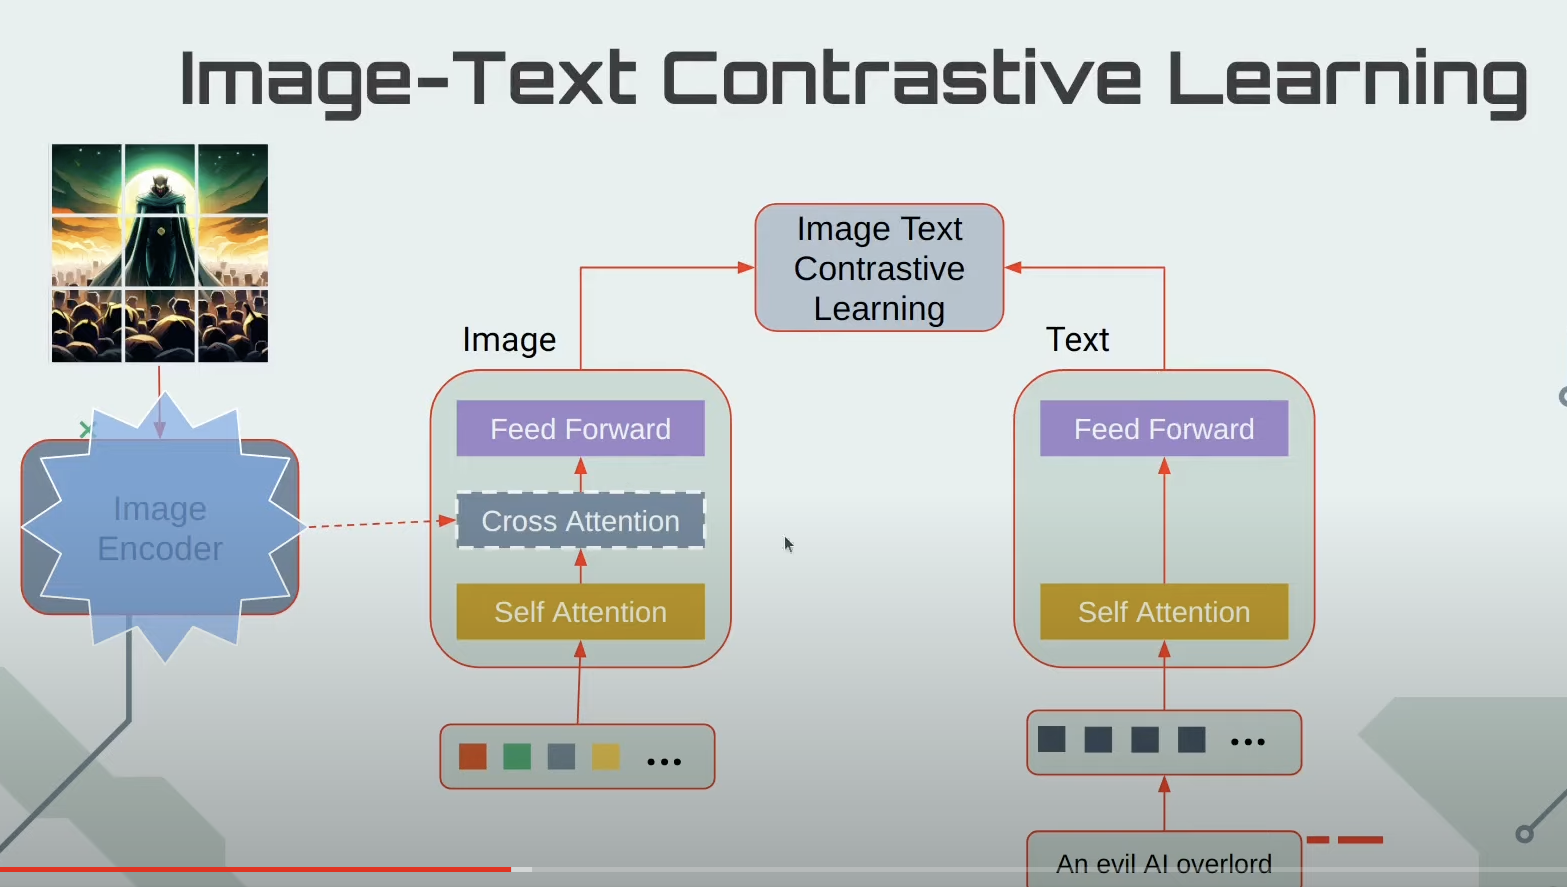 Image-Text Contrastive Learning
Image Text
Contrastive
Learning
Image
Text
Feed Forward
Feed Forward
Image
Encoder
Cross Attention
Self Attention
Self Attention
...
...
An evil AI overlord